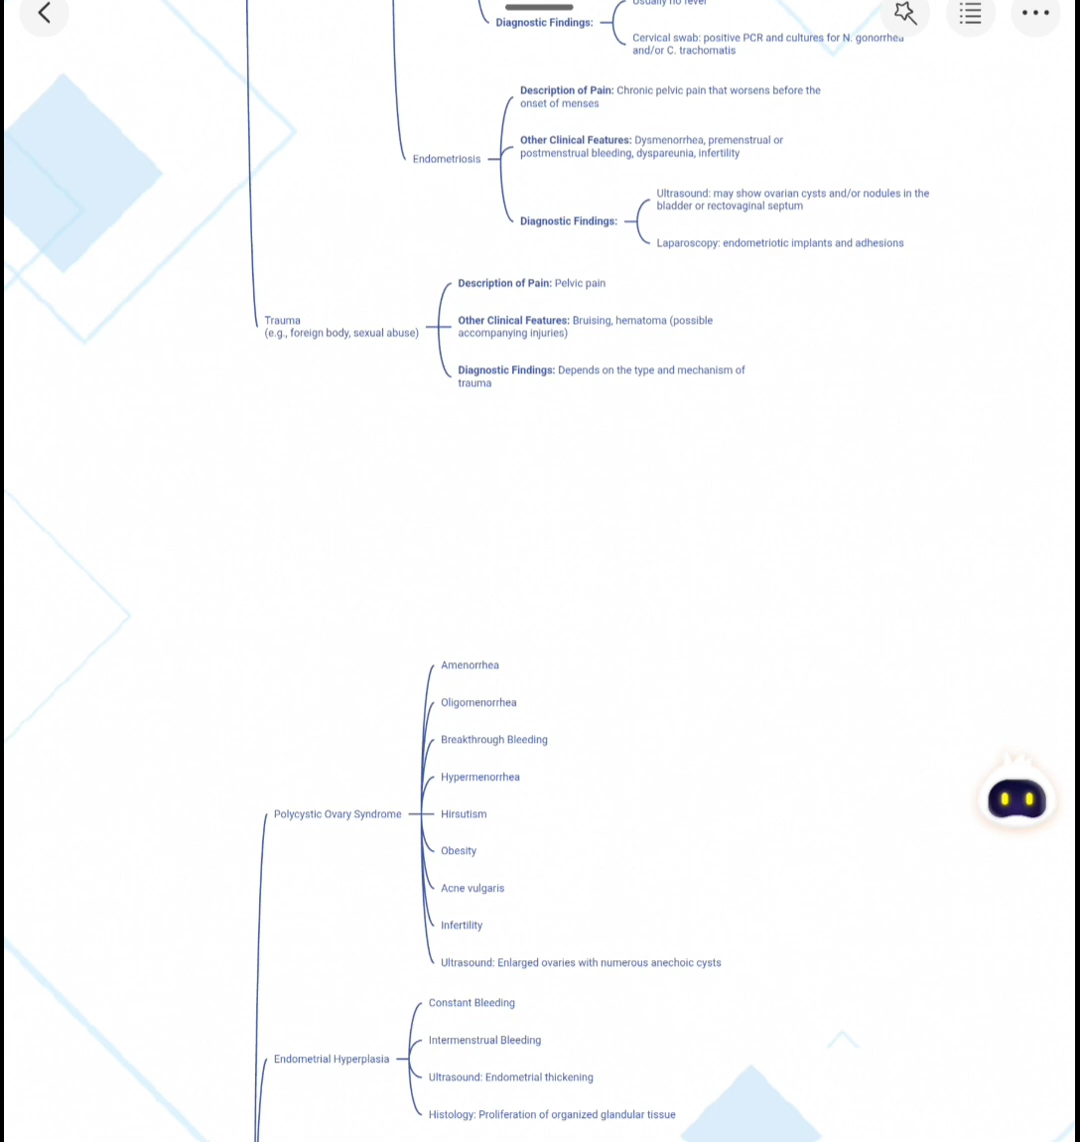 Usually no fever
Diagnostic Findings:
Cervical swab: positive PCR and cultures for N. gonorrhea
and/or C. trachomatis
Description of Pain: Chronic pelvic pain that worsens before the
onset of menses
Other Clinical Features: Dysmenorrhea, premenstrual or
postmenstrual bleeding, dyspareunia, infertility
Endometriosis
Ultrasound: may show ovarian cysts and/or nodules in the
bladder or rectovaginal septum
Diagnostic Findings:
Laparoscopy: endometriotic implants and adhesions
Description of Pain: Pelvic pain
Trauma
(e.g., foreign body, sexual abuse)
Other Clinical Features: Bruising, hematoma (possible
accompanying injuries)
Diagnostic Findings: Depends on the type and mechanism of
trauma
Amenorrhea
Oligomenorrhea
Breakthrough Bleeding
Hypermenorrhea
Polycystic Ovary Syndrome
Hirsutism
Obesity
Acne vulgaris
Infertility
Ultrasound: Enlarged ovaries with numerous anechoic cysts
Constant Bleeding
Intermenstrual Bleeding
Endometrial Hyperplasia
Ultrasound: Endometrial thickening
Histology: Proliferation of organized glandular tissue